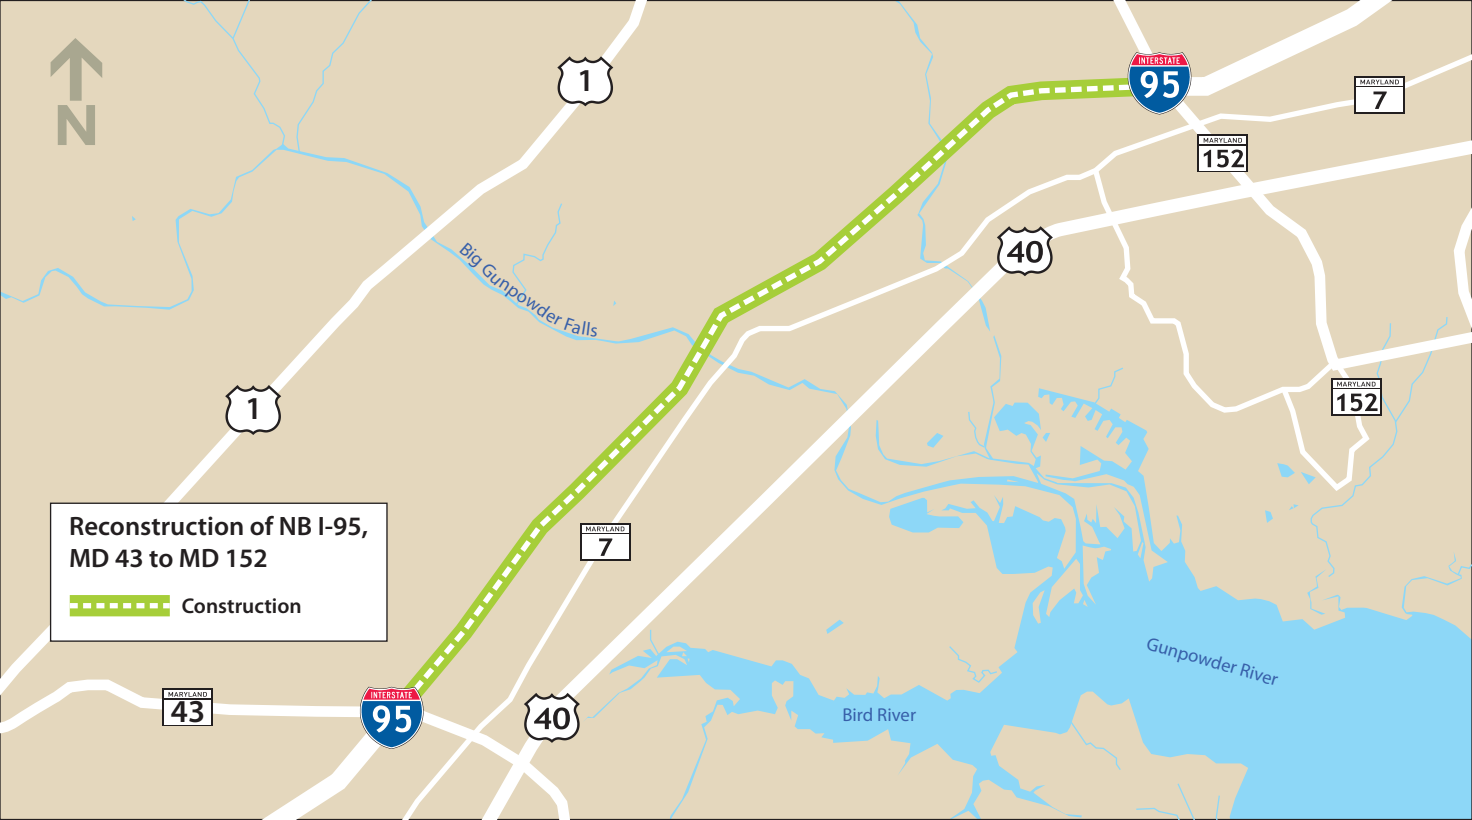 N
1
INTERSTATE
95
MARYLAND
7
MARYLAND
152
40
Big Gunpowder Falls
1
MARYLAND
152
Reconstruction of NB I-95,
MD 43 to MD 152
Construction
MARYLAND
7
Gunpowder River
MARYLAND
43
INTERSTATE
95
40
Bird River